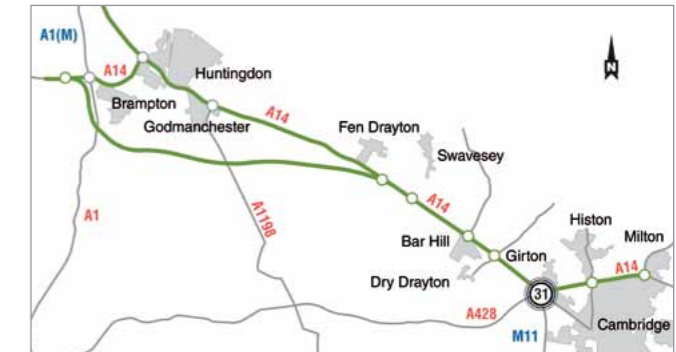 A1(M)
A14
Huntingdon
N
Brampton
Godmanchester
A14
Fen Drayton
Swavesey
A14
A1
A1198
Bar Hill
Girton
Histon
Milton
A14
Dry Drayton
31
A428
M11
Cambridge